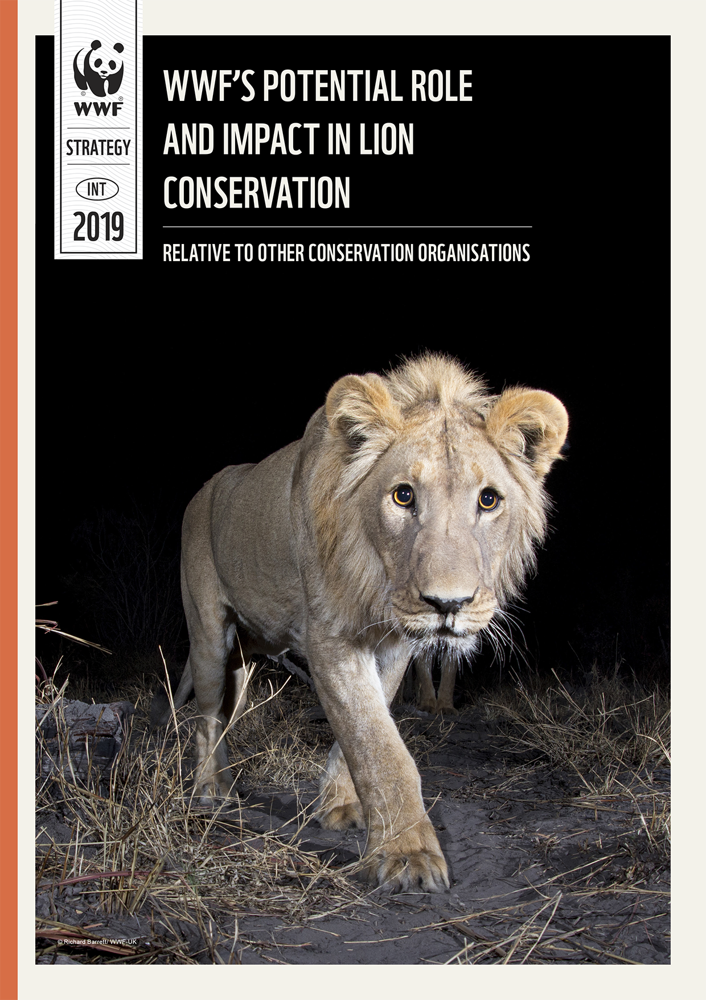 ©
®
WWF
STRATEGY
INT
2019
WWF'S POTENTIAL ROLE
AND IMPACT IN LION
CONSERVATION
RELATIVE TO OTHER CONSERVATION ORGANISATIONS
© Richard Barrett/ WWF-UK